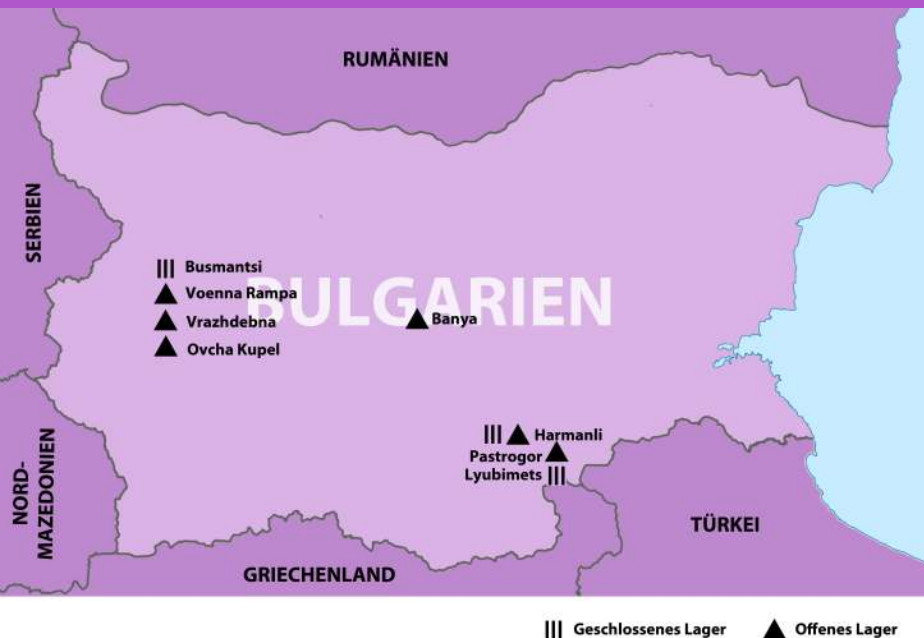 RUMÄNIEN
SERBIEN
BULGARIEN
Busmantsi
Voenna Rampa
Vrazhdebna
Ovcha Kupel
Banya
Harmanli
Pastrogor
Lyubimets
NORD-
MAZEDONIEN
TÜRKEI
GRIECHENLAND
Geschlossenes Lager
Offenes Lager